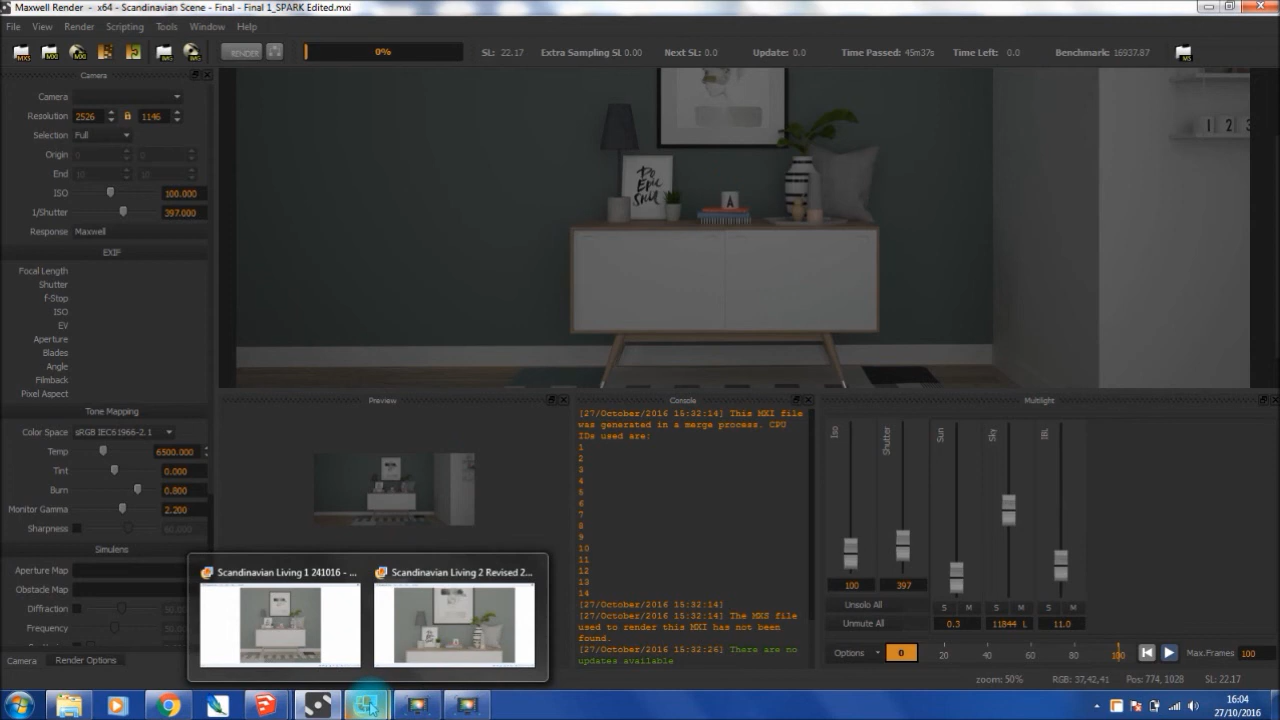 Maxwell Render - x64 - Scandinavian Scene - Final - Final 1_SPARK Edited.mxi
File View Render Scripting Tools Window Help
RENDER 0% SL: 22.17 Extra Sampling SL 0.00 Next SL: 0.0 Update: 0.0 Time Passed: 45m37s Time Left: 0.0 Benchmark: 16937.87
Camera
Camera
Resolution 2526 1146
Selection Full
Origin 0 0
End 10 10
ISO 100.000
1/Shutter 397.000
Response Maxwell
EXIF
Focal Length
Shutter
f-Stop
ISO
EV
Aperture
Blades
Angle
Filmback
Pixel Aspect
Tone Mapping
Color Space sRGB IEC61966-2.1
Temp 6500.000
Tint 0.000
Burn 0.800
Monitor Gamma 2.200
Sharpness 60.000
Simulens
Aperture Map
Obstacle Map
Diffraction 50.000
Frequency
Camera Render Options
A
1 2 3
Preview
Console
[27/October/2016 15:32:14] This MXI file
was generated in a merge process. CPU
IDs used are:
1
2
3
4
5
6
7
8
9
10
11
12
13
14
[27/October/2016 15:32:14]
[27/October/2016 15:32:14] The MXS file
used to render this MXI has not been
found.
[27/October/2016 15:32:26] There are no
updates available
Multilight
Iso Shutter Sun Sky IBL
100 397
Unsolo All
Unmute All
S M S M S M
0.3 11844 L 11.0
Options 0 20 40 60 80 100 Max.Frames 100
zoom: 50% RGB: 37,42,41 Pos: 774, 1028 SL: 22.17
Scandinavian Living 1 241016 - ...
Scandinavian Living 2 Revised 2...
16:04
27/10/2016